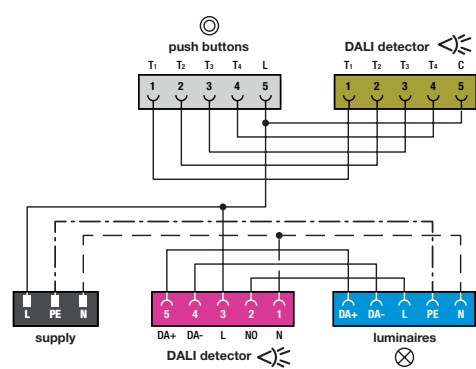 push buttons
DALI detector
T1 T2 T3 T4 L
T1 T2 T3 T4 C
1 2 3 4 5
1 2 3 4 5
L PE N
5 4 3 2 1
DA+ DA- L PE N
supply
DA+ DA- L NO N
luminaires
DALI detector